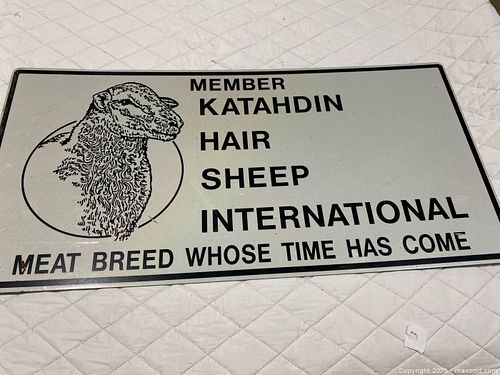 MEMBER
KATAHDIN
HAIR
SHEEP
INTERNATIONAL
MEAT BREED WHOSE TIME HAS COME
Copyright 2025 - maxsold.com